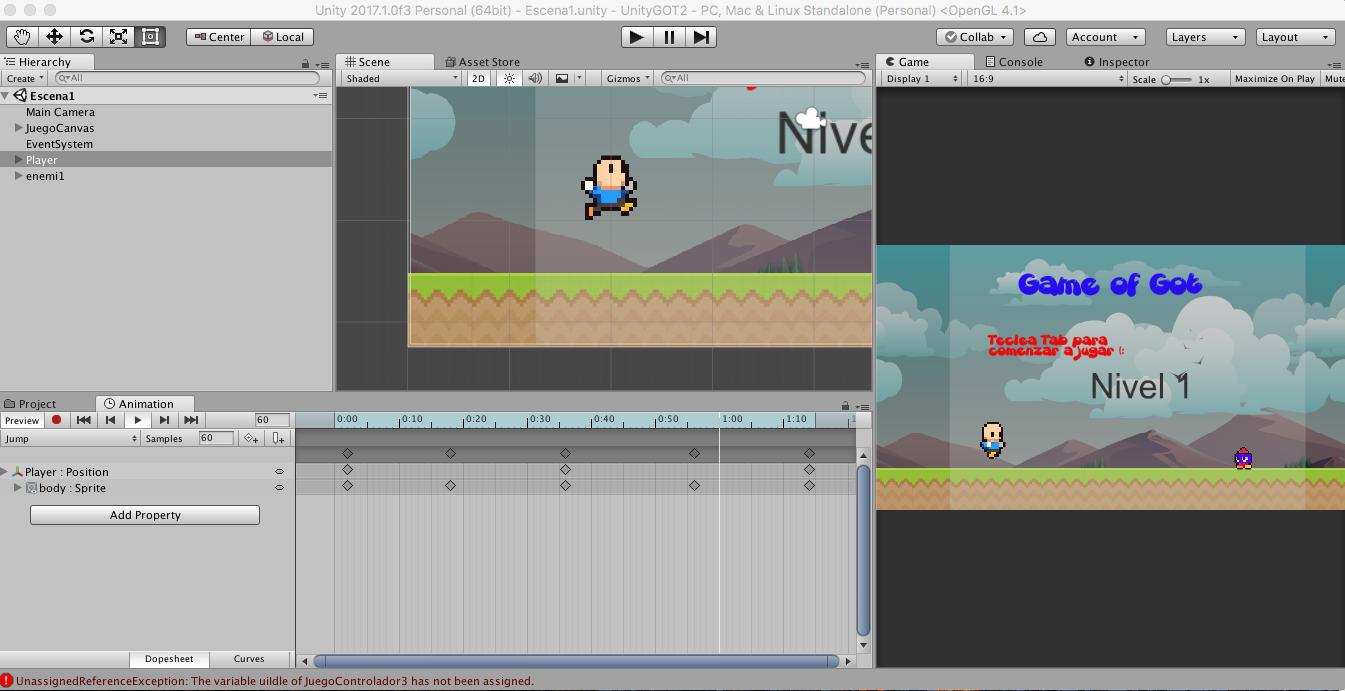 Unity 2017.1.0f3 Personal (64bit) - Escena1.unity - UnityGOT2 - PC, Mac & Linux Standalone (Personal) <OpenGL 4.1>
Center Local Collab Account Layers Layout
Hierarchy Scene Asset Store Game Console Inspector
Create All Shaded 2D Gizmos All Display 1 16:9 Scale 1x Maximize On Play Mute
Escena1
Main Camera
JuegoCanvas
EventSystem
Player
enemi1
Nive
Game of Got
Teclea Tab para
comenzar a jugar (:
Nivel 1
Project Animation
Preview 60 0:00 0:10 0:20 0:30 0:40 0:50 1:00 1:10
Jump Samples 60
Player : Position
body : Sprite
Add Property
Dopesheet Curves
UnassignedReferenceException: The variable uiIdle of JuegoControlador3 has not been assigned.